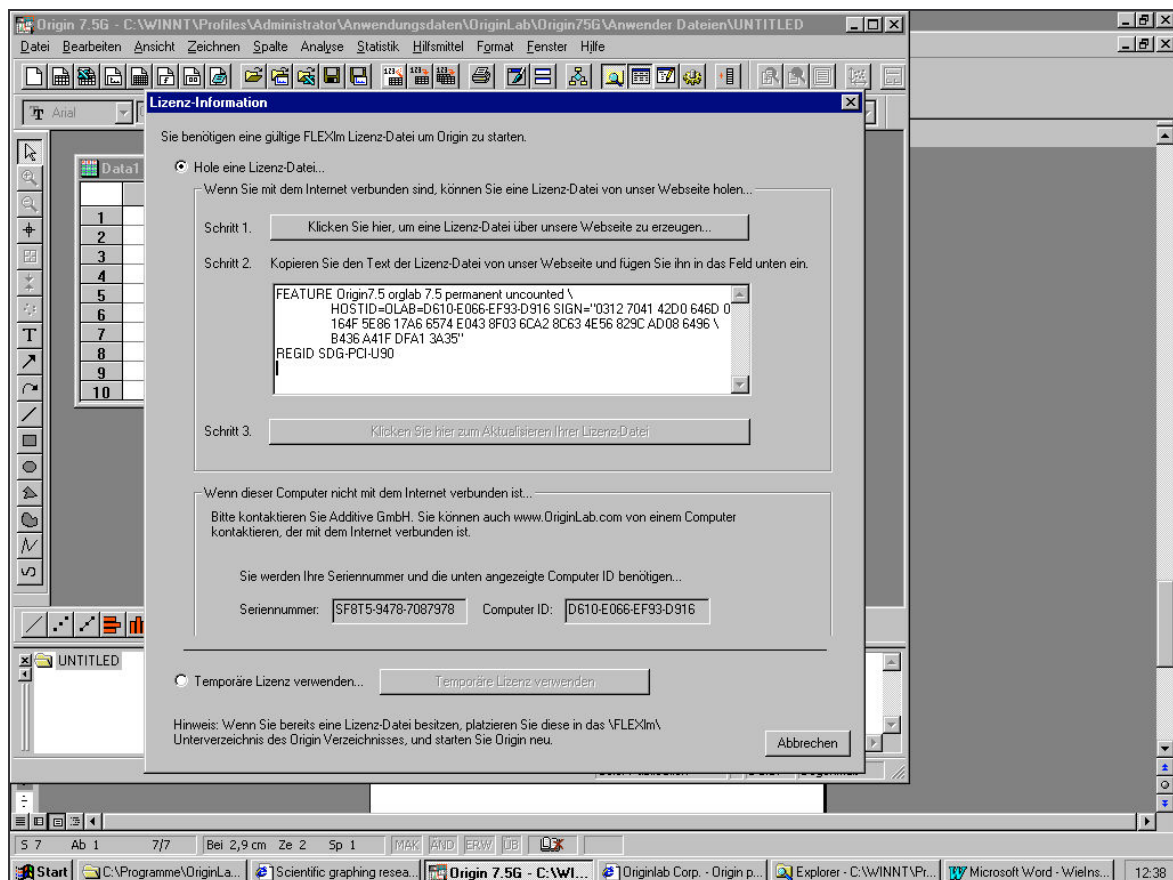 Origin 7.5G - C:\WINNT\Profiles\Administrator\Anwendungsdaten\OriginLab\Origin75G\Anwender Dateien\UNTITLED
Datei Bearbeiten Ansicht Zeichnen Spalte Analyse Statistik Hilfsmittel Format Fenster Hilfe
Arial
Lizenz-Information
Sie benötigen eine gültige FLEXlm Lizenz-Datei um Origin zu starten.
Hole eine Lizenz-Datei...
Wenn Sie mit dem Internet verbunden sind, können Sie eine Lizenz-Datei von unser Webseite holen...
Schritt 1. Klicken Sie hier, um eine Lizenz-Datei über unsere Webseite zu erzeugen...
Schritt 2. Kopieren Sie den Text der Lizenz-Datei von unser Webseite und fügen Sie ihn in das Feld unten ein.
FEATURE Origin7.5 orglab 7.5 permanent uncounted \
HOSTID=OLAB=D610-E066-EF93-D916 SIGN="0312 7041 42D0 646D 0
164F 5E86 17A6 6574 E043 8F03 6CA2 8C63 4E56 829C AD08 6496 \
B436 A41F DFA1 3A35"
REGID SDG-PCI-U90
Schritt 3. Klicken Sie hier zum Aktualisieren Ihrer Lizenz-Datei
Wenn dieser Computer nicht mit dem Internet verbunden ist...
Bitte kontaktieren Sie Additive GmbH. Sie können auch www.OriginLab.com von einem Computer
kontaktieren, der mit dem Internet verbunden ist.
Sie werden Ihre Seriennummer und die unten angezeigte Computer ID benötigen...
Seriennummer: SF8T5-9478-7087978 Computer ID: D610-E066-EF93-D916
Temporäre Lizenz verwenden... Temporäre Lizenz verwenden
Hinweis: Wenn Sie bereits eine Lizenz-Datei besitzen, platzieren Sie diese in das \FLEXlm\
Unterverzeichnis des Origin Verzeichnisses, und starten Sie Origin neu.
Abbrechen
Data1
1
2
3
4
5
6
7
8
9
10
UNTITLED
S 7 Ab 1 7/7 Bei 2,9 cm Ze 2 Sp 1 MAK ÄND ERW ÜB
Start C:\Programme\OriginLa... Scientific graphing resea... Origin 7.5G - C:\WI... Originlab Corp. - Origin p... Explorer - C:\WINNT\Pr... Microsoft Word - WieIns... 12:38